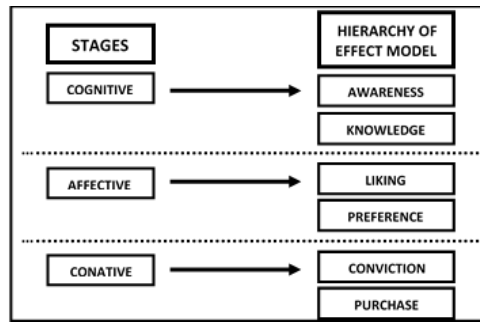 STAGES
HIERARCHY OF
EFFECT MODEL
COGNITIVE
AWARENESS
KNOWLEDGE
AFFECTIVE
LIKING
PREFERENCE
CONATIVE
CONVICTION
PURCHASE